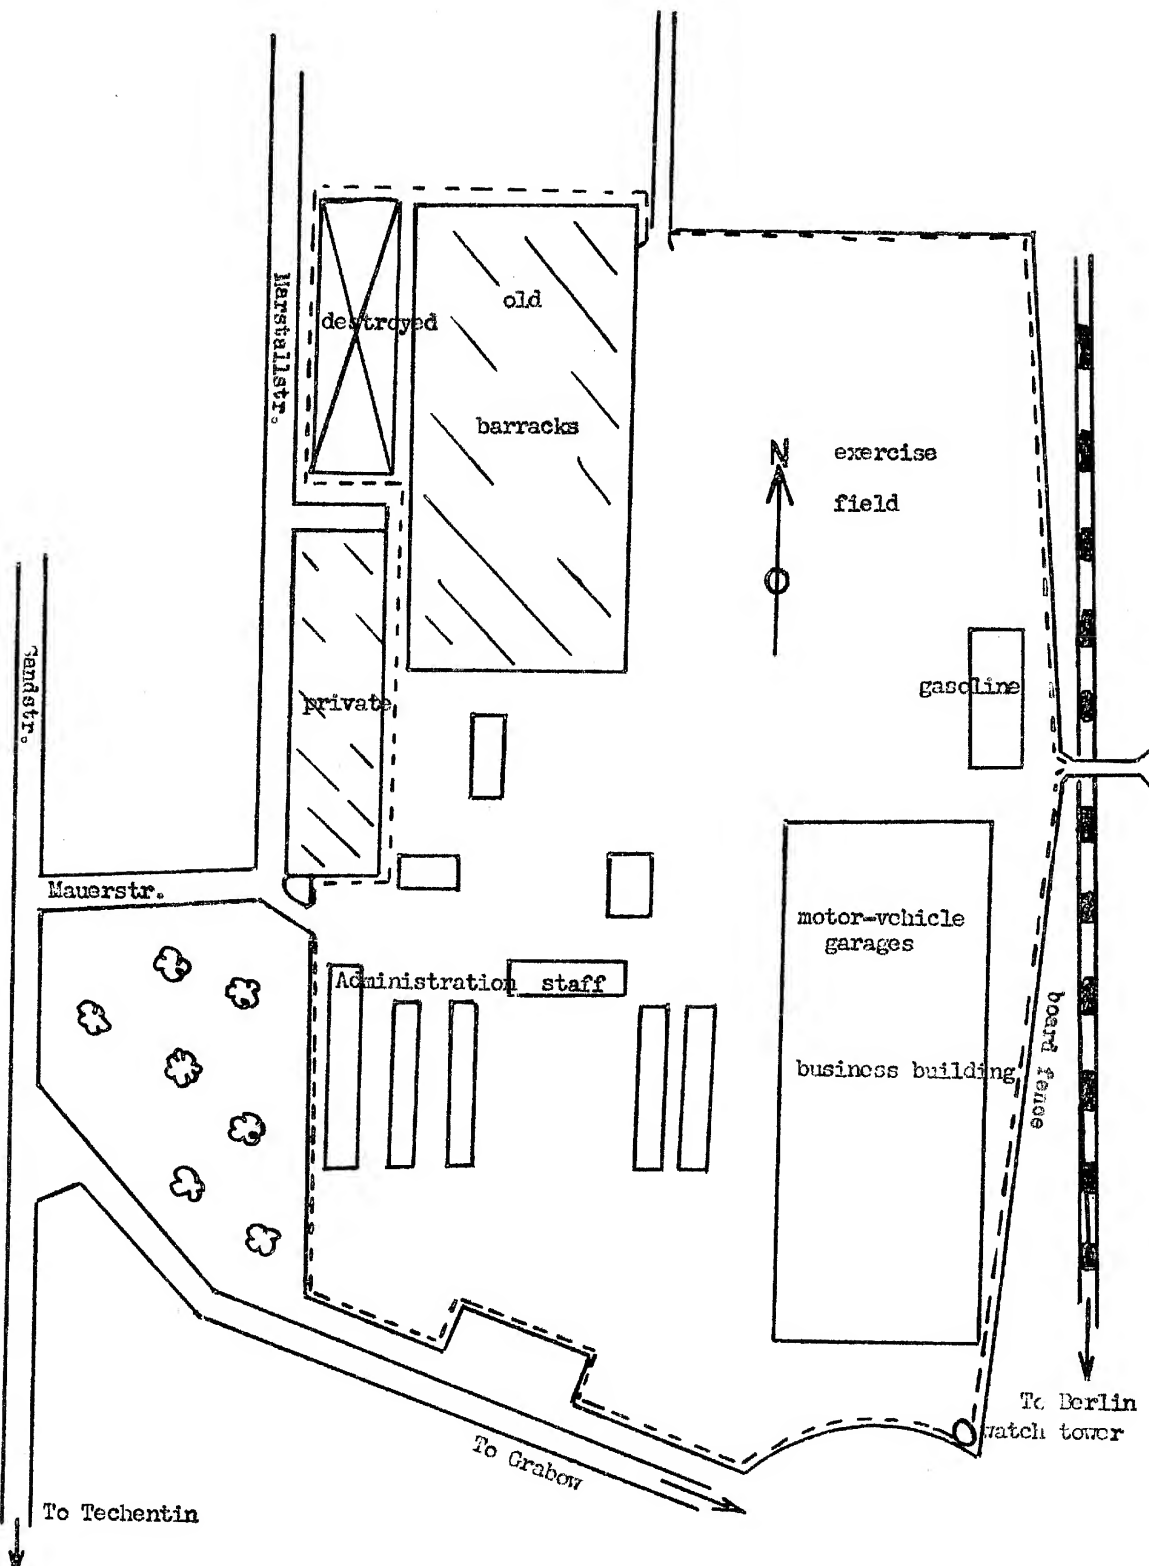 Marstallstr.
destroyed
old
barracks
N
exercise
field
Sandstr.
private
gasoline
Mauerstr.
motor-vehicle
garages
Administration staff
board fence
business building
To Berlin
watch tower
To Grabow
To Techentin